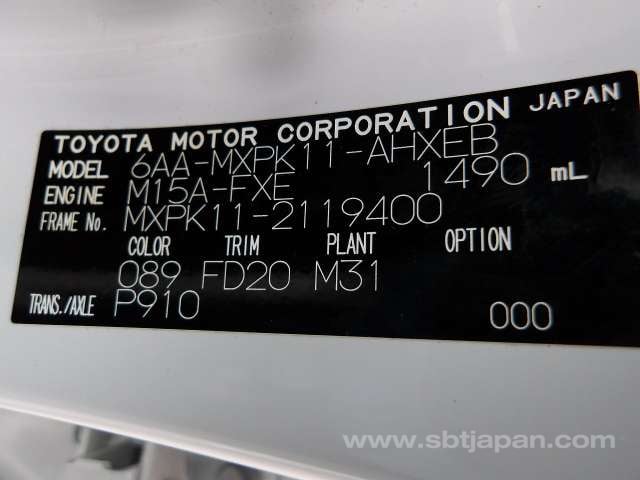 TOYOTA MOTOR CORPORATION JAPAN
MODEL 6AA-MXPK11-AHXEB
ENGINE M15A-FXE 1490 mL
FRAME No. MXPK11-2119400
COLOR TRIM PLANT OPTION
089 FD20 M31
TRANS./AXLE P910 000
www.sbtjapan.com